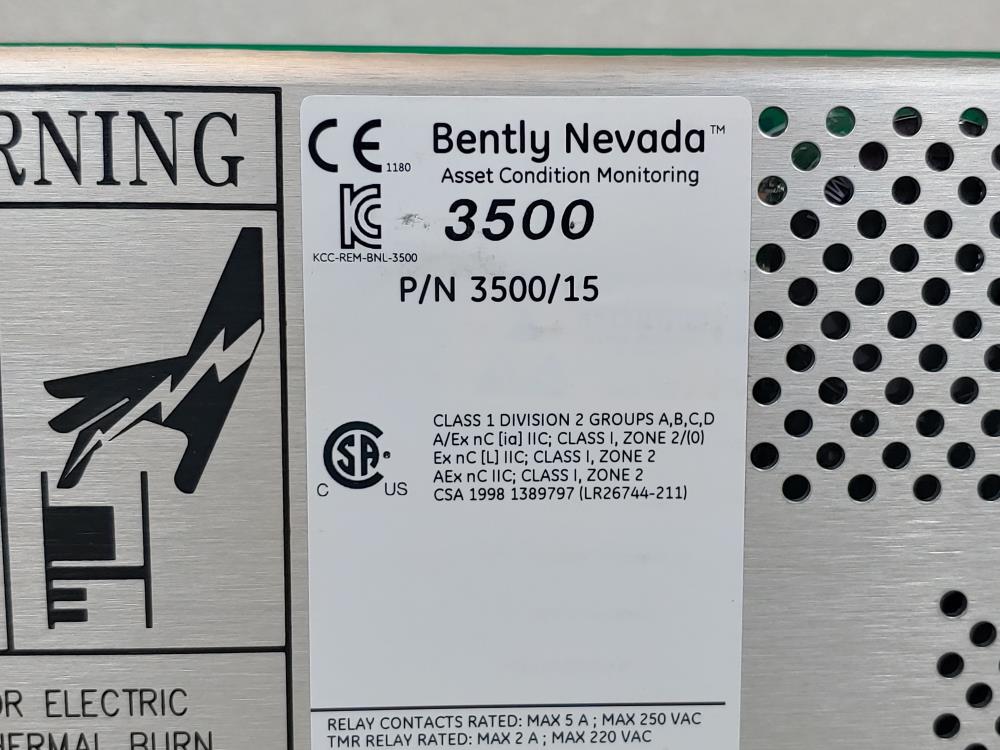 RNING
CE 1180
Bently Nevada™
Asset Condition Monitoring
KC
3500
KCC-REM-BNL-3500
P/N 3500/15
CLASS 1 DIVISION 2 GROUPS A,B,C,D
A/Ex nC [ia] IIC; CLASS I, ZONE 2/(0)
Ex nC [L] IIC; CLASS I, ZONE 2
AEx nC IIC; CLASS I, ZONE 2
CSA 1998 1389797 (LR26744-211)
CSA®
C US
OR ELECTRIC
HERMAL BURN
RELAY CONTACTS RATED: MAX 5 A ; MAX 250 VAC
TMR RELAY RATED: MAX 2 A ; MAX 220 VAC